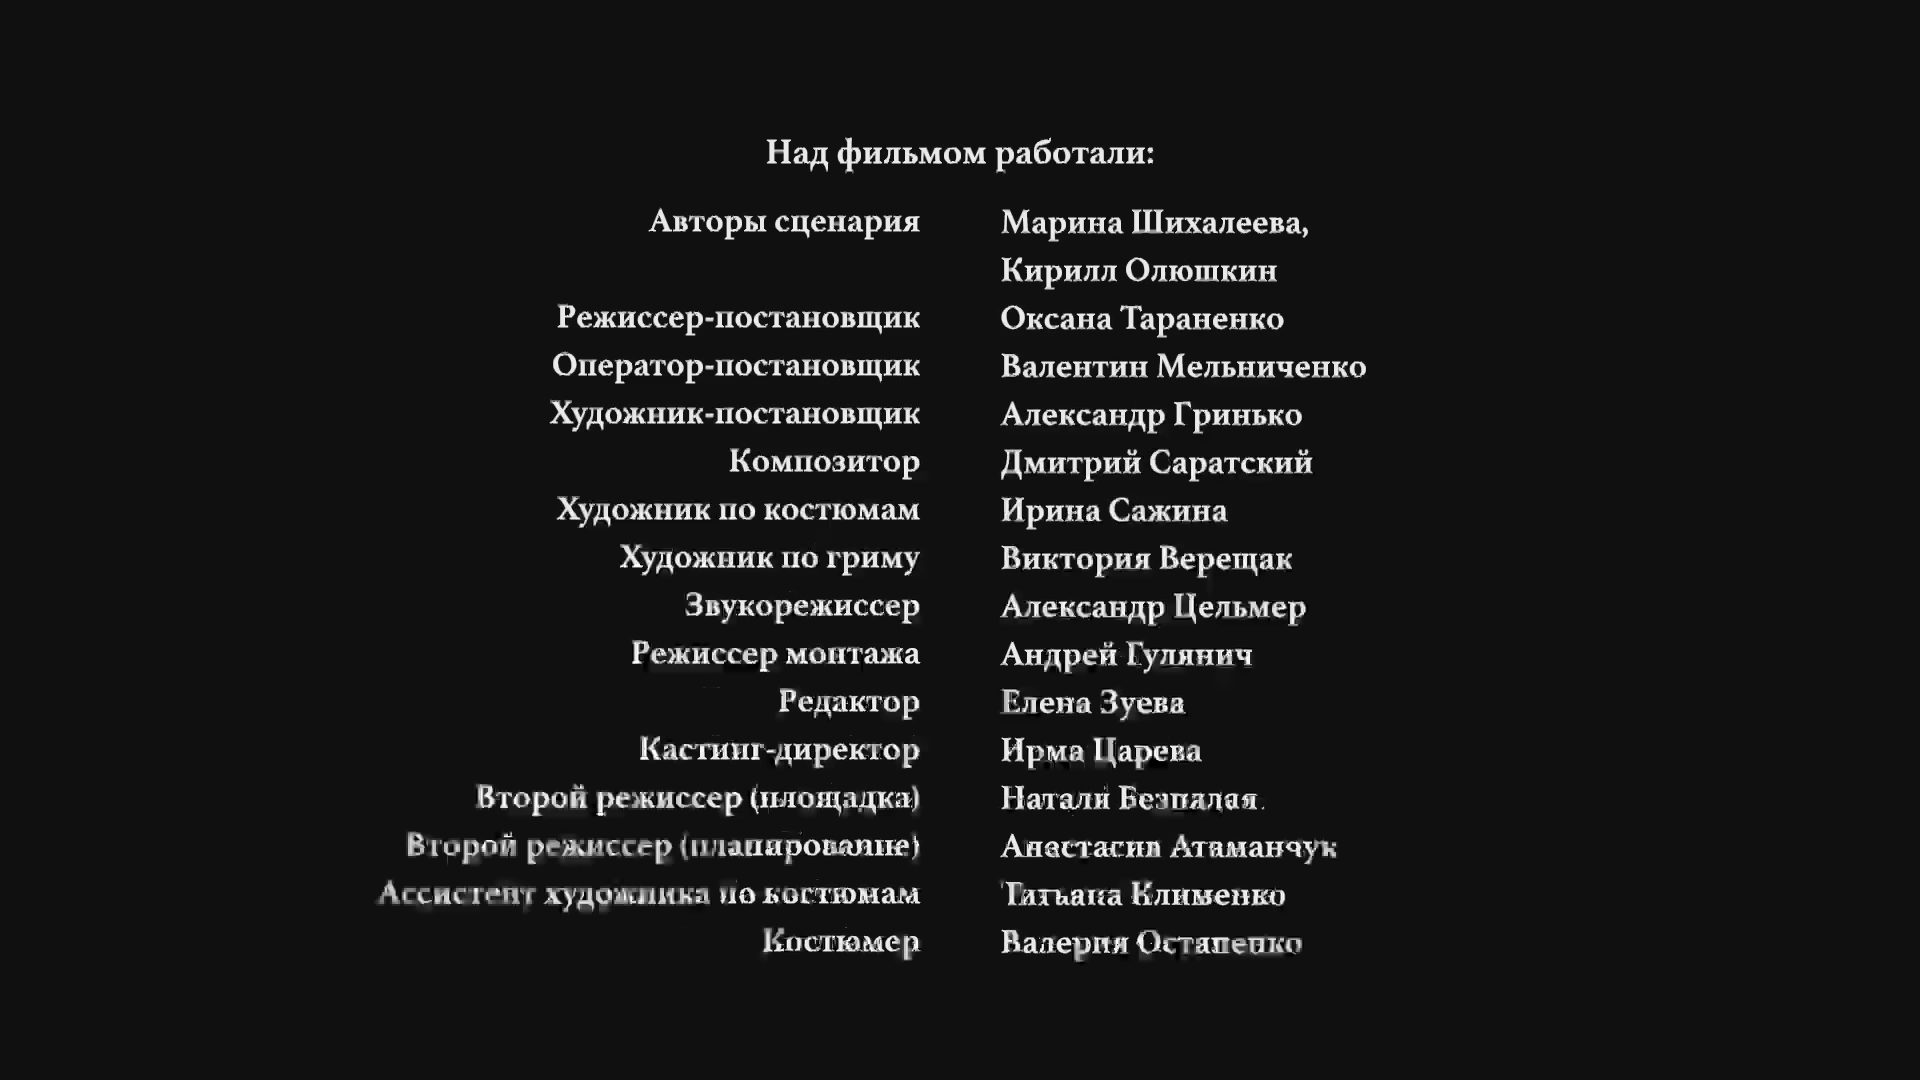 Над фильмом работали:
Авторы сценария Марина Шихалеева,
Кирилл Олюшкин
Режиссер-постановщик Оксана Тараненко
Оператор-постановщик Валентин Мельниченко
Художник-постановщик Александр Гринько
Композитор Дмитрий Саратский
Художник по костюмам Ирина Сажина
Художник по гриму Виктория Верещак
Звукорежиссер Александр Цельмер
Режиссер монтажа Андрей Гулянич
Редактор Елена Зуева
Кастинг-директор Ирма Царева
Второй режиссер (площадка) Натали Безпалая
Второй режиссер (планирование) Анастасия Атаманчук
Ассистент художника по костюмам Татьана Клименко
Костюмер Валерия Остапенко